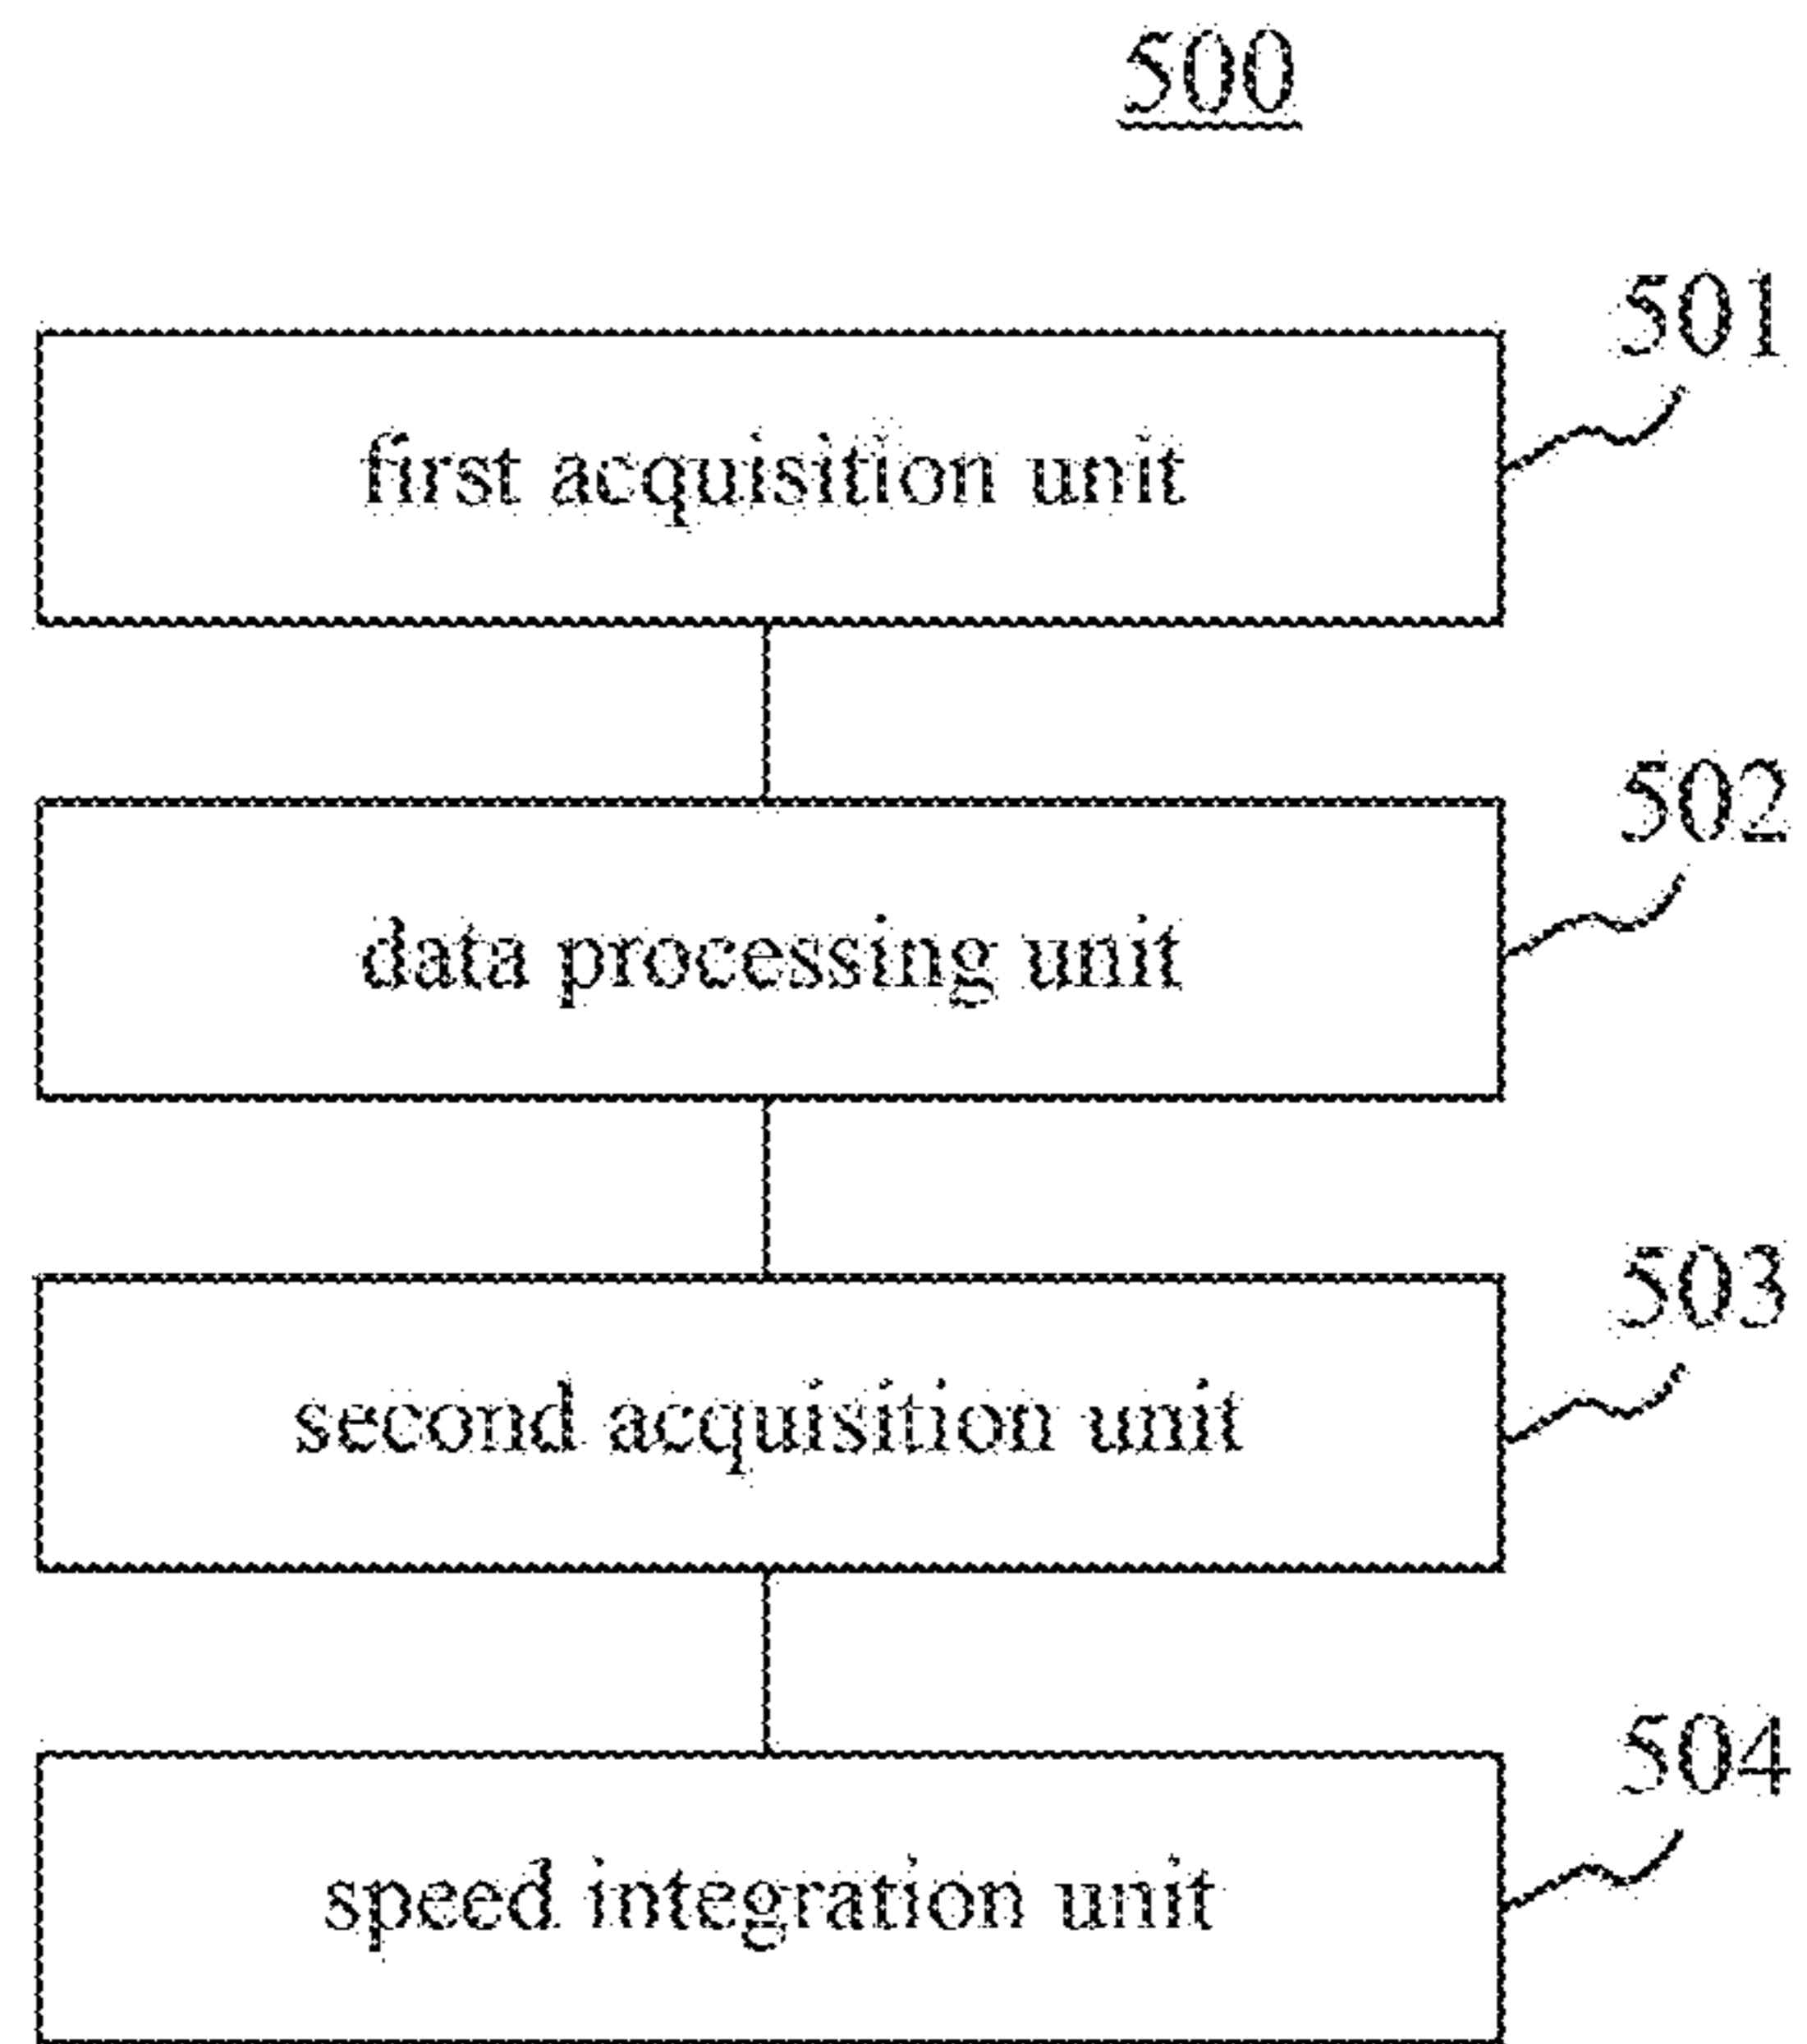 500
501
first acquisition unit
502
data processing unit
503
second acquisition unit
504
speed integration unit